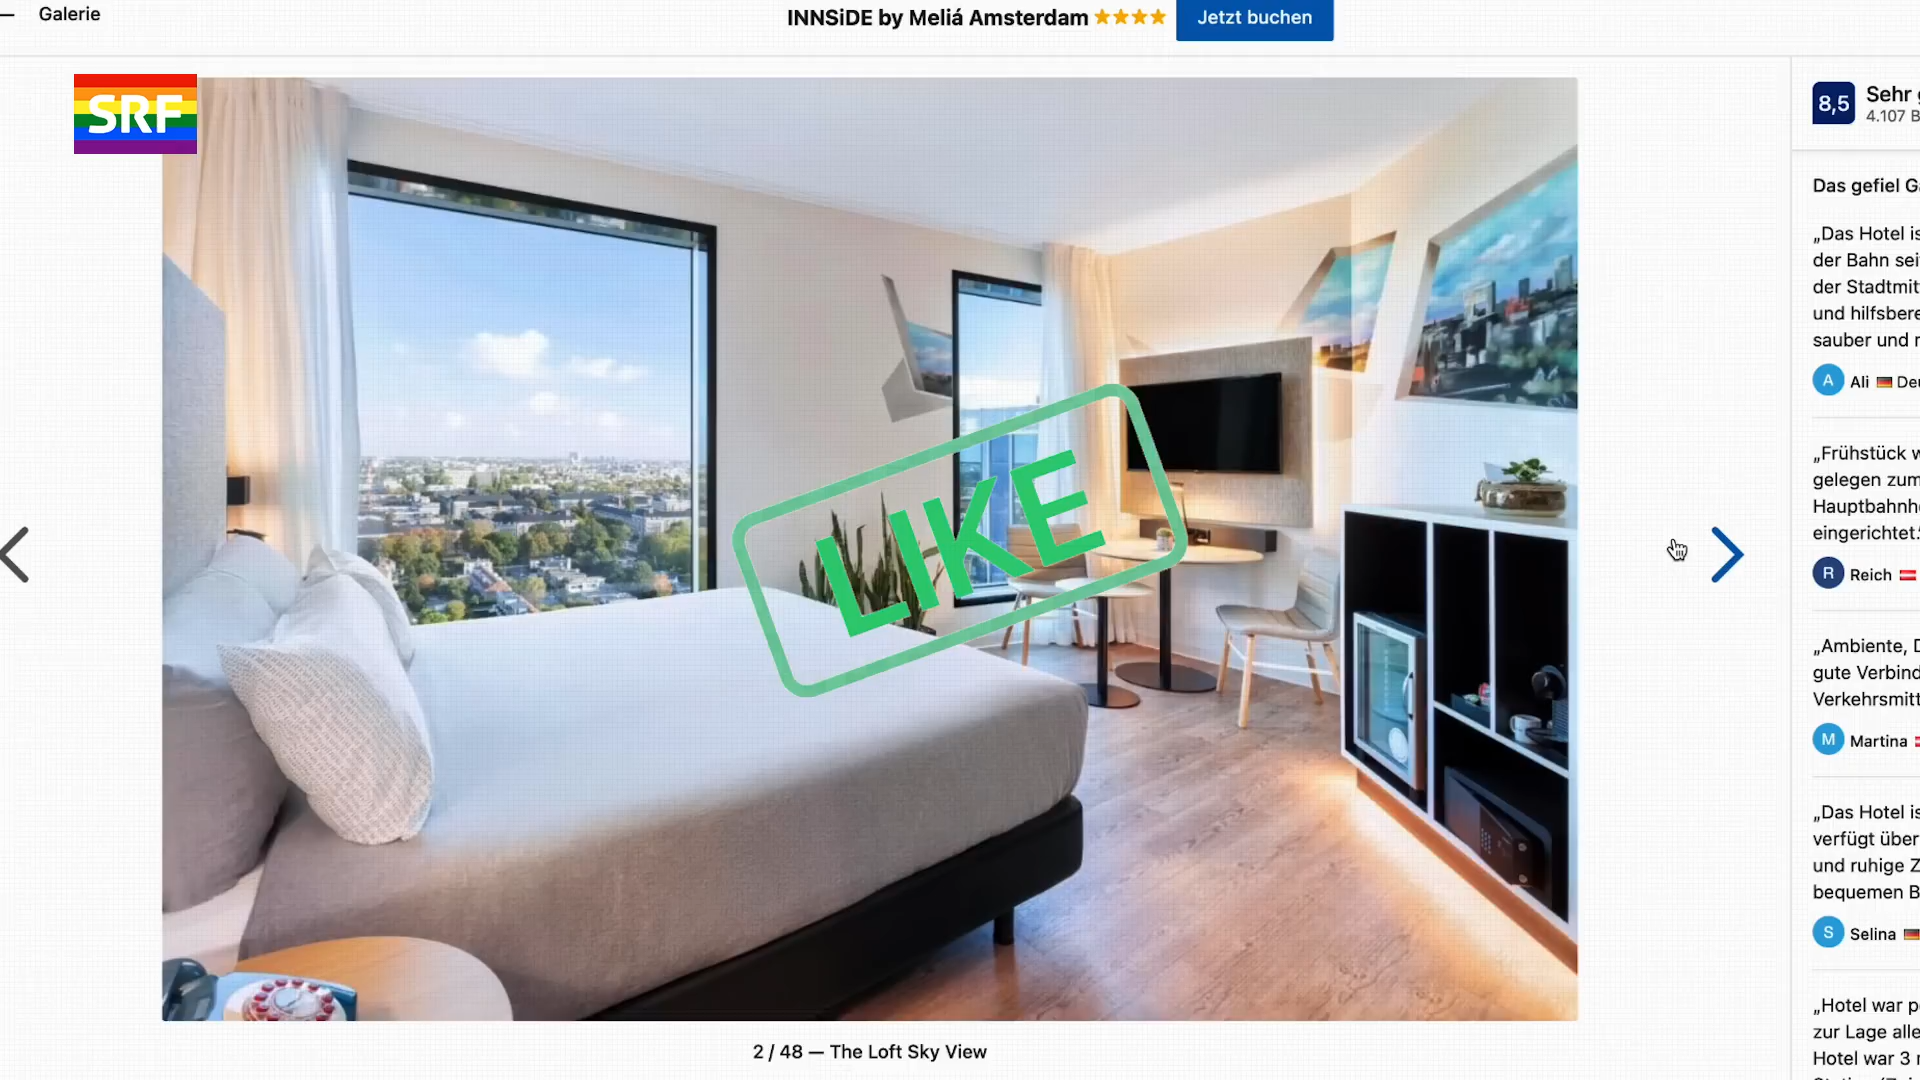 Galerie
INNSiDE by Meliá Amsterdam
Jetzt buchen
SRF
8,5
Sehr
4.107
Das gefiel
„Das Hotel
der Bahn
der Stadtmit
und hilfsbere
sauber und
A
Ali
„Frühstück
gelegen zum
Hauptbahnh
eingerichtet.
R
Reich
„Ambiente,
gute Verbind
Verkehrsmitt
M
Martina
„Das Hotel
verfügt über
und ruhige
bequemen
S
Selina
„Hotel war
zur Lage alle
Hotel war 3
LIKE
2 / 48 — The Loft Sky View